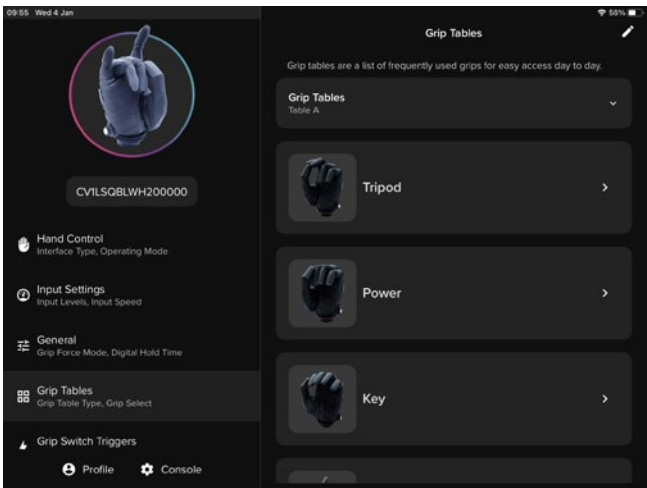 09:55 Wed 4 Jan
56%
CV1LSQBLWH200000
Hand Control
Interface Type, Operating Mode
Input Settings
Input Levels, Input Speed
General
Grip Force Mode, Digital Hold Time
Grip Tables
Grip Table Type, Grip Select
Grip Switch Triggers
Profile
Console
Grip Tables
Grip tables are a list of frequently used grips for easy access day to day.
Grip Tables
Table A
Tripod
Power
Key